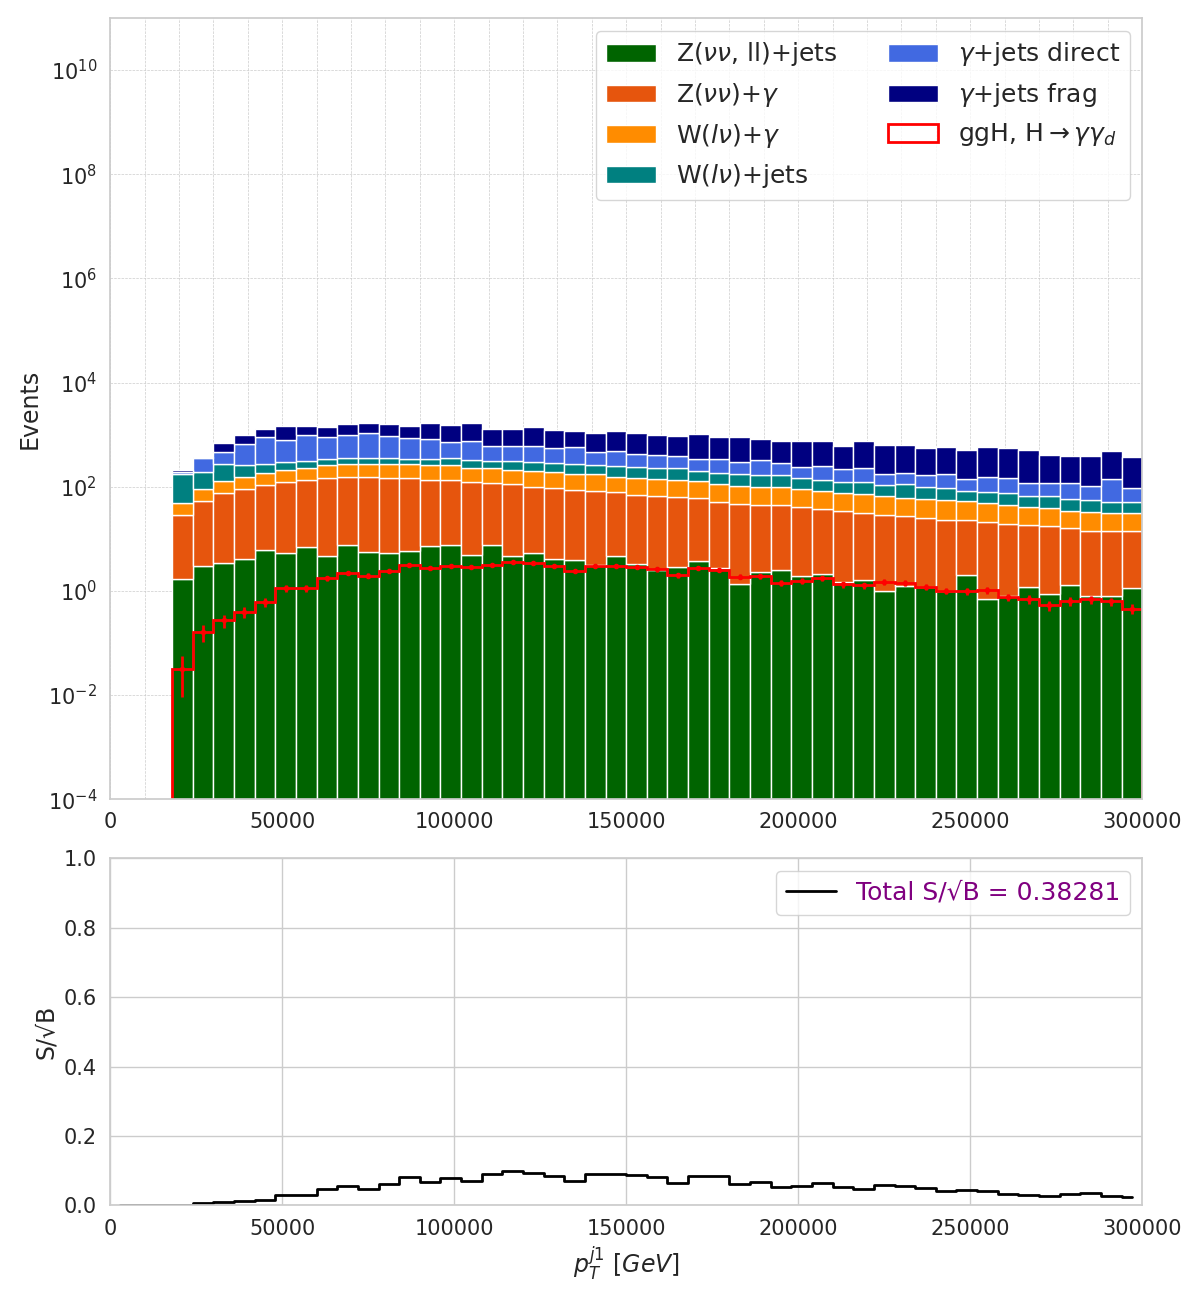 Z(νν, ll)+jets
Z(νν)+γ
W(lν)+γ
W(lν)+jets
γ+jets direct
γ+jets frag
ggH, H→γγ_d
Events
10^10
10^8
10^6
10^4
10^2
10^0
10^−2
10^−4
0 50000 100000 150000 200000 250000 300000
Total S/√B = 0.38281
S/√B
1.0
0.8
0.6
0.4
0.2
0.0
0 50000 100000 150000 200000 250000 300000
p_T^{j1} [GeV]